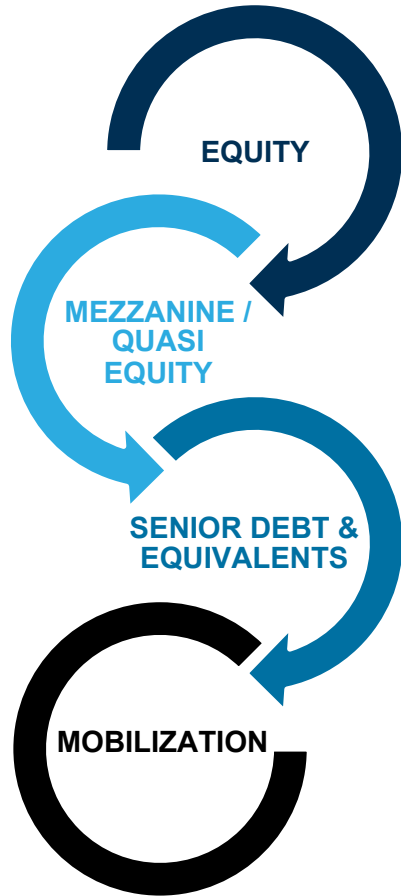 EQUITY
MEZZANINE /
QUASI
EQUITY
SENIOR DEBT &
EQUIVALENTS
MOBILIZATION